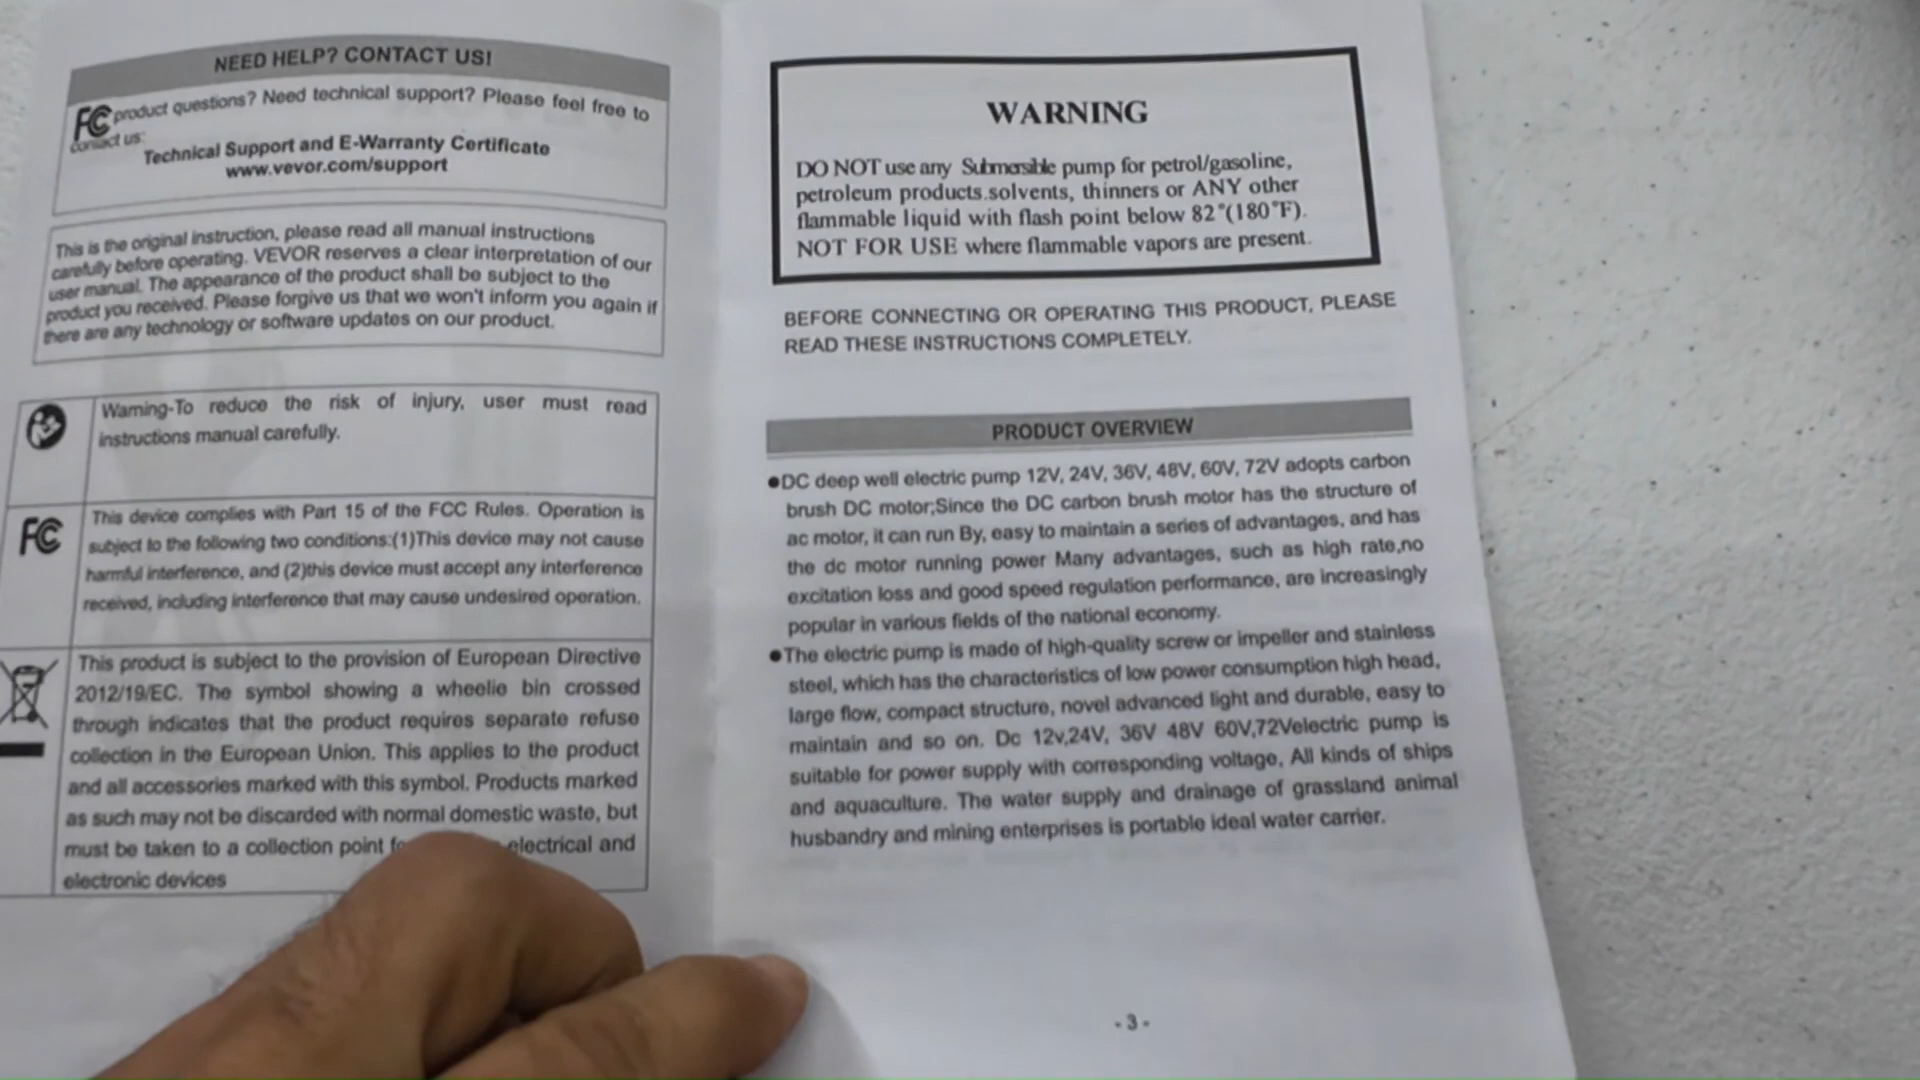 NEED HELP? CONTACT US!
FC product questions? Need technical support? Please feel free to
contact us:
Technical Support and E-Warranty Certificate
www.vevor.com/support
This is the original instruction, please read all manual instructions
carefully before operating. VEVOR reserves a clear interpretation of our
user manual. The appearance of the product shall be subject to the
product you received. Please forgive us that we won't inform you again if
there are any technology or software updates on our product.
Warning-To reduce the risk of injury, user must read
instructions manual carefully.
FC
This device complies with Part 15 of the FCC Rules. Operation is
subject to the following two conditions:(1)This device may not cause
harmful interference, and (2)this device must accept any interference
received, including interference that may cause undesired operation.
This product is subject to the provision of European Directive
2012/19/EC. The symbol showing a wheelie bin crossed
through indicates that the product requires separate refuse
collection in the European Union. This applies to the product
and all accessories marked with this symbol. Products marked
as such may not be discarded with normal domestic waste, but
must be taken to a collection point electrical and
electronic devices
WARNING
DO NOT use any Submersible pump for petrol/gasoline,
petroleum products.solvents, thinners or ANY other
flammable liquid with flash point below 82°(180°F).
NOT FOR USE where flammable vapors are present.
BEFORE CONNECTING OR OPERATING THIS PRODUCT, PLEASE
READ THESE INSTRUCTIONS COMPLETELY.
PRODUCT OVERVIEW
●DC deep well electric pump 12V, 24V, 36V, 48V, 60V, 72V adopts carbon
brush DC motor;Since the DC carbon brush motor has the structure of
ac motor, it can run By, easy to maintain a series of advantages, and has
the dc motor running power Many advantages, such as high rate,no
excitation loss and good speed regulation performance, are increasingly
popular in various fields of the national economy.
●The electric pump is made of high-quality screw or impeller and stainless
steel, which has the characteristics of low power consumption high head,
large flow, compact structure, novel advanced light and durable, easy to
maintain and so on. Dc 12v,24V, 36V 48V 60V,72Velectric pump is
suitable for power supply with corresponding voltage, All kinds of ships
and aquaculture. The water supply and drainage of grassland animal
husbandry and mining enterprises is portable ideal water carrier.
- 3 -